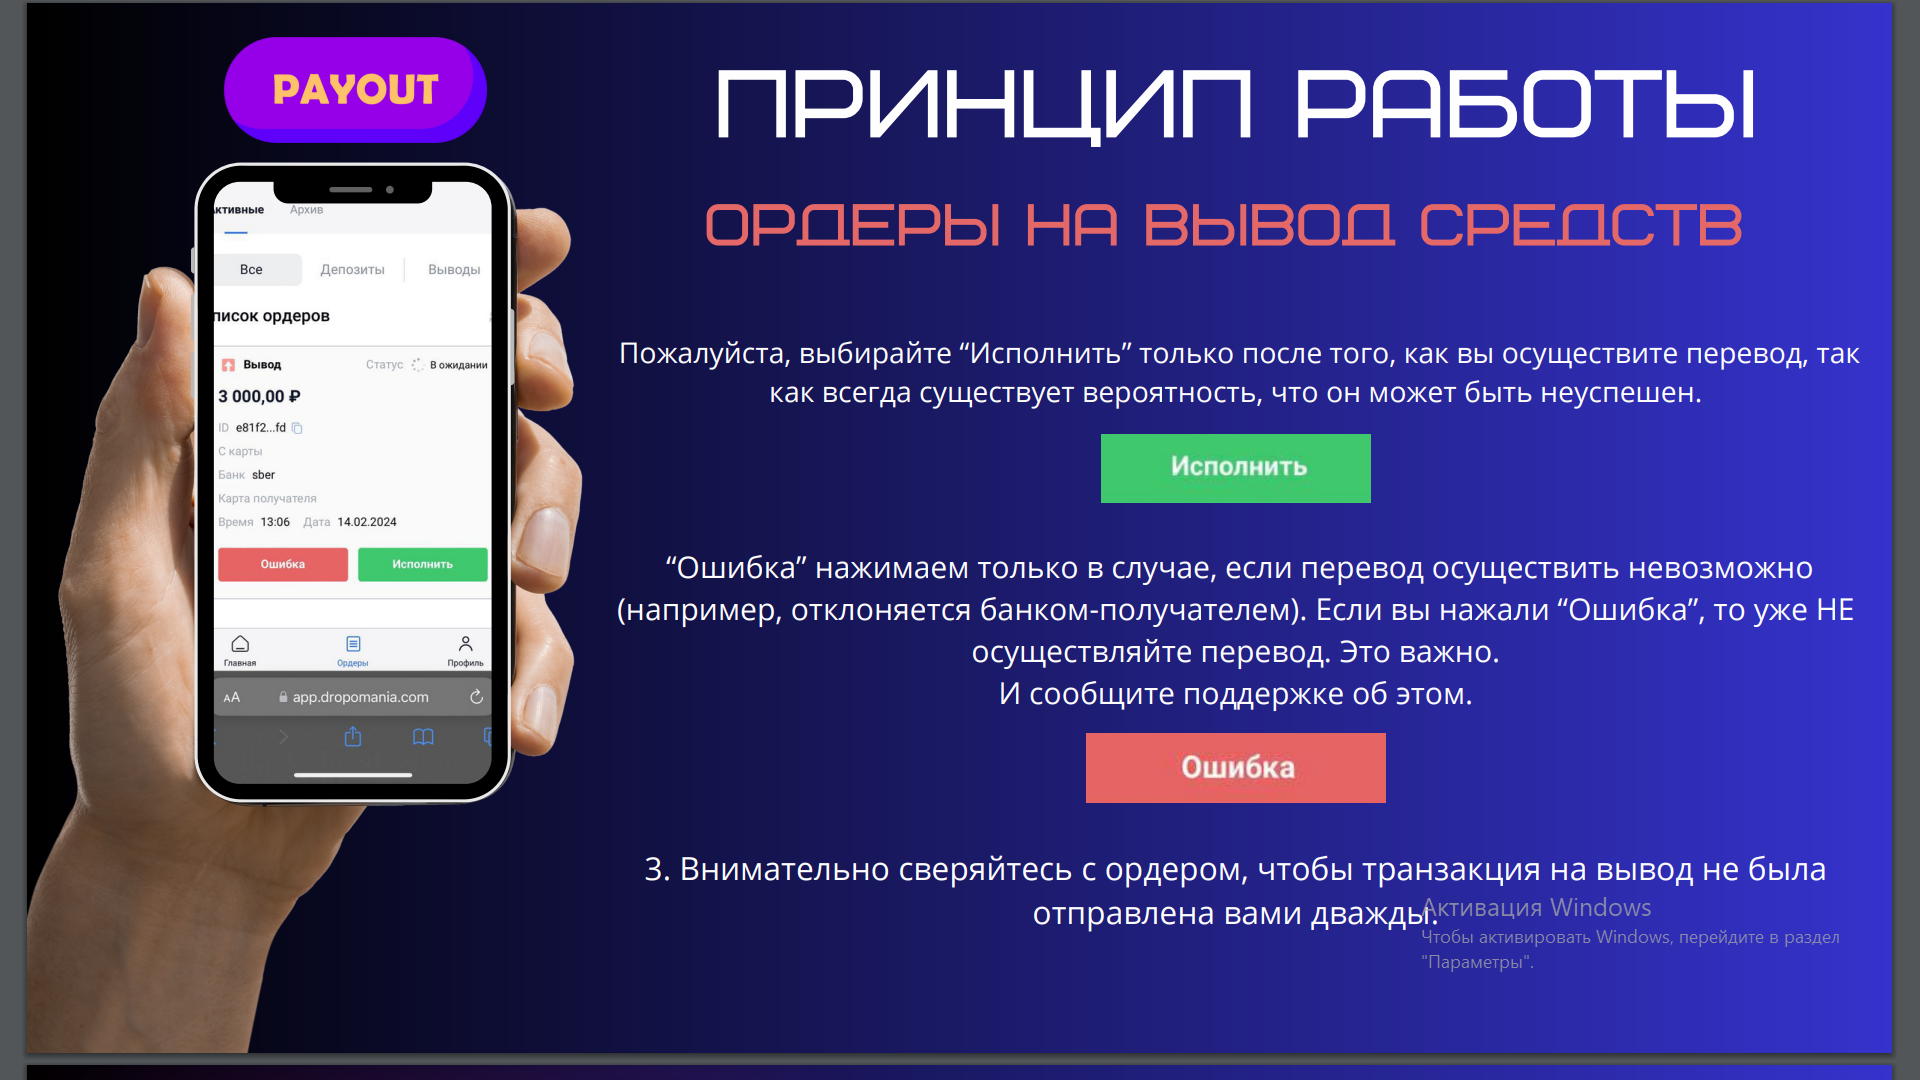 PAYOUT
ПРИНЦИП РАБОТЫ
ОРДЕРЫ НА ВЫВОД СРЕДСТВ
ктивные Архив
Все Депозиты Выводы
писок ордеров
Вывод Статус В ожидании
3 000,00 ₽
ID e81f2...fd
С карты
Банк sber
Карта получателя
Время 13:06 Дата 14.02.2024
Ошибка Исполнить
Главная Ордеры Профиль
AA app.dropomania.com
Пожалуйста, выбирайте “Исполнить” только после того, как вы осуществите перевод, так
как всегда существует вероятность, что он может быть неуспешен.
Исполнить
“Ошибка” нажимаем только в случае, если перевод осуществить невозможно
(например, отклоняется банком-получателем). Если вы нажали “Ошибка”, то уже НЕ
осуществляйте перевод. Это важно.
И сообщите поддержке об этом.
Ошибка
3. Внимательно сверяйтесь с ордером, чтобы транзакция на вывод не была
отправлена вами дважды.
Активация Windows
Чтобы активировать Windows, перейдите в раздел
"Параметры".